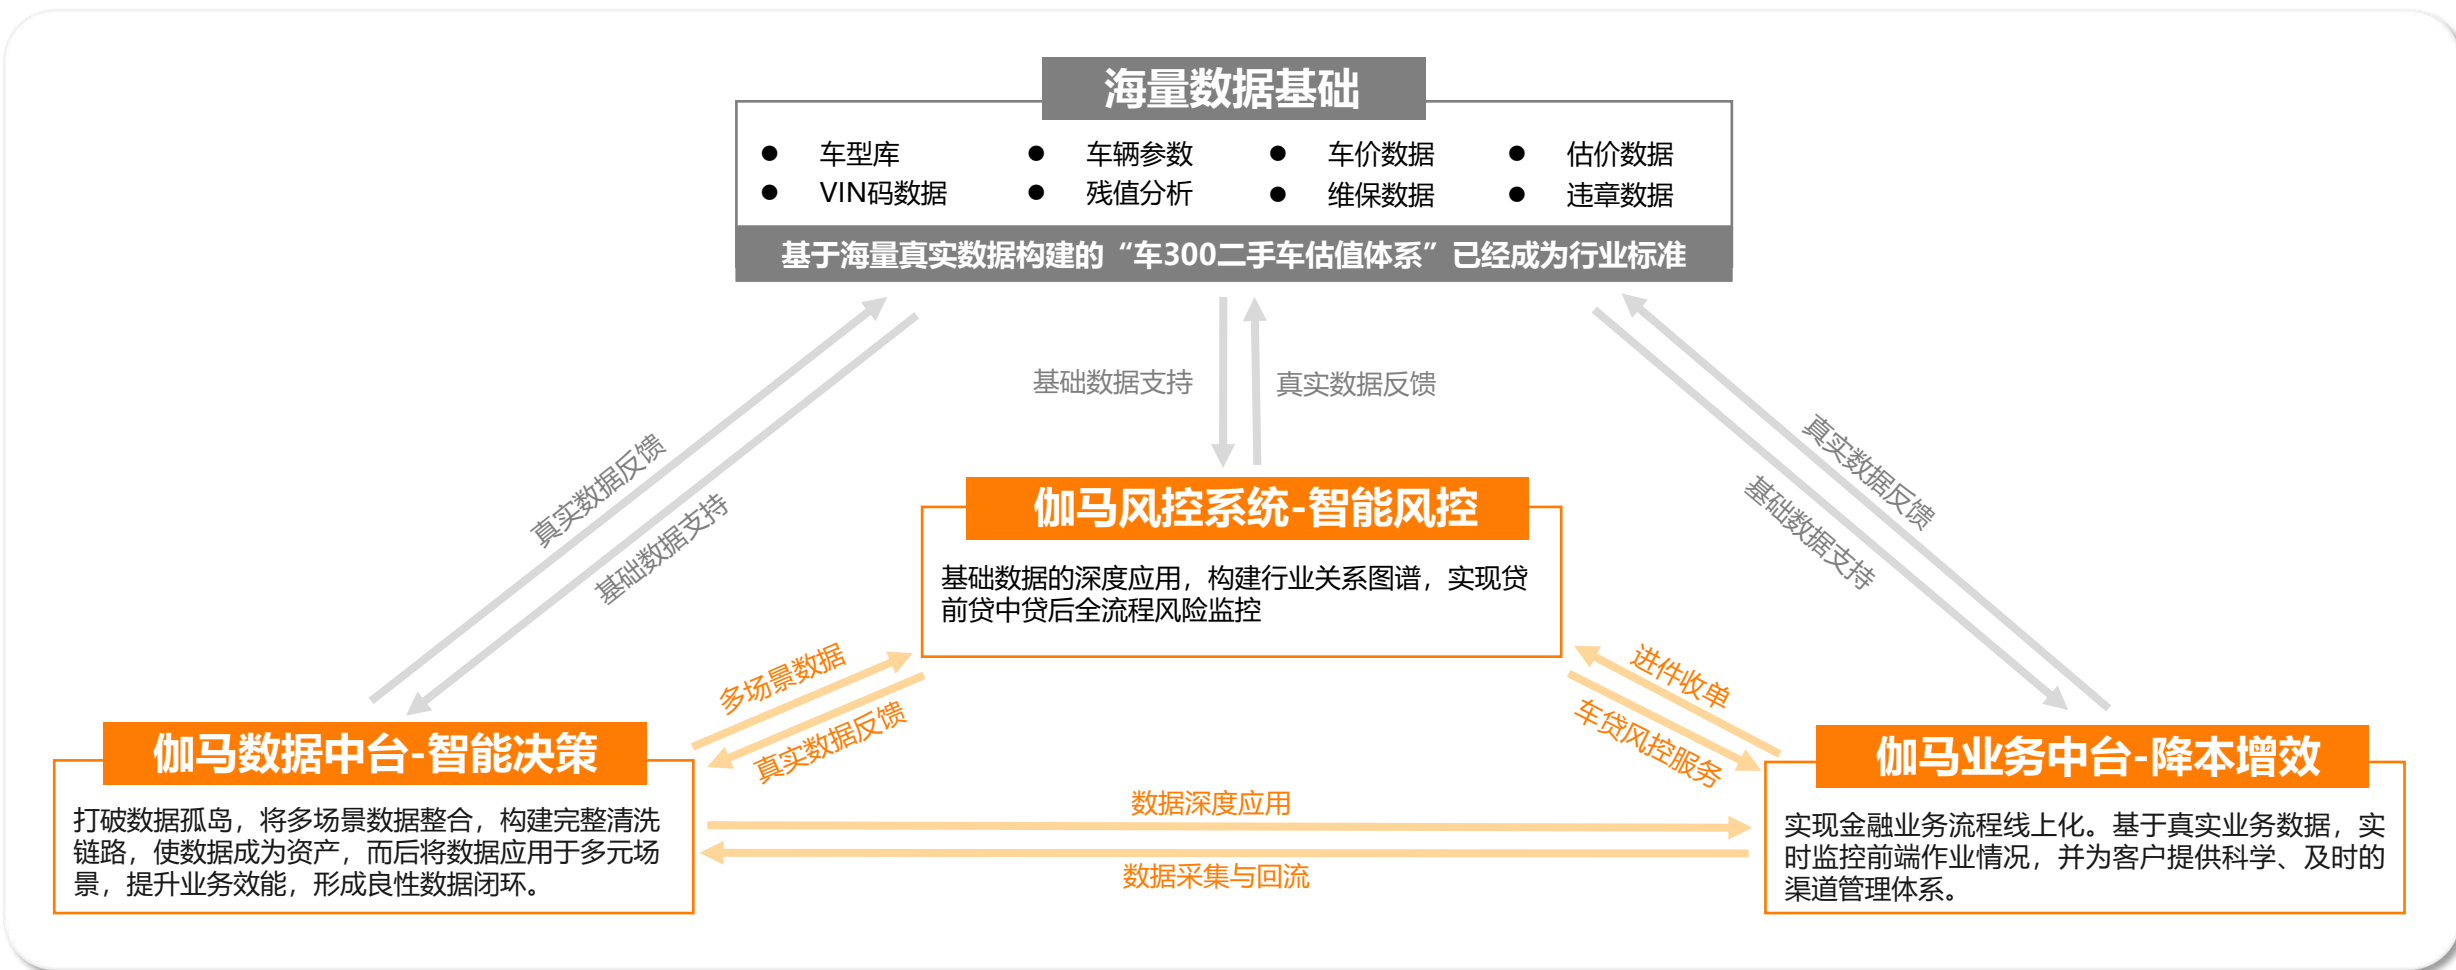 海量数据基础
车型库 车辆参数 车价数据 估价数据
VIN码数据 残值分析 维保数据 违章数据
基于海量真实数据构建的“车300二手车估值体系”已经成为行业标准
基础数据支持
真实数据反馈
真实数据反馈
基础数据支持
真实数据反馈
基础数据支持
伽马风控系统-智能风控
基础数据的深度应用，构建行业关系图谱，实现贷
前贷中贷后全流程风险监控
多场景数据
真实数据反馈
进件收单
车贷风控服务
伽马数据中台-智能决策
打破数据孤岛，将多场景数据整合，构建完整清洗
链路，使数据成为资产，而后将数据应用于多元场
景，提升业务效能，形成良性数据闭环。
数据深度应用
数据采集与回流
伽马业务中台-降本增效
实现金融业务流程线上化。基于真实业务数据，实
时监控前端作业情况，并为客户提供科学、及时的
渠道管理体系。